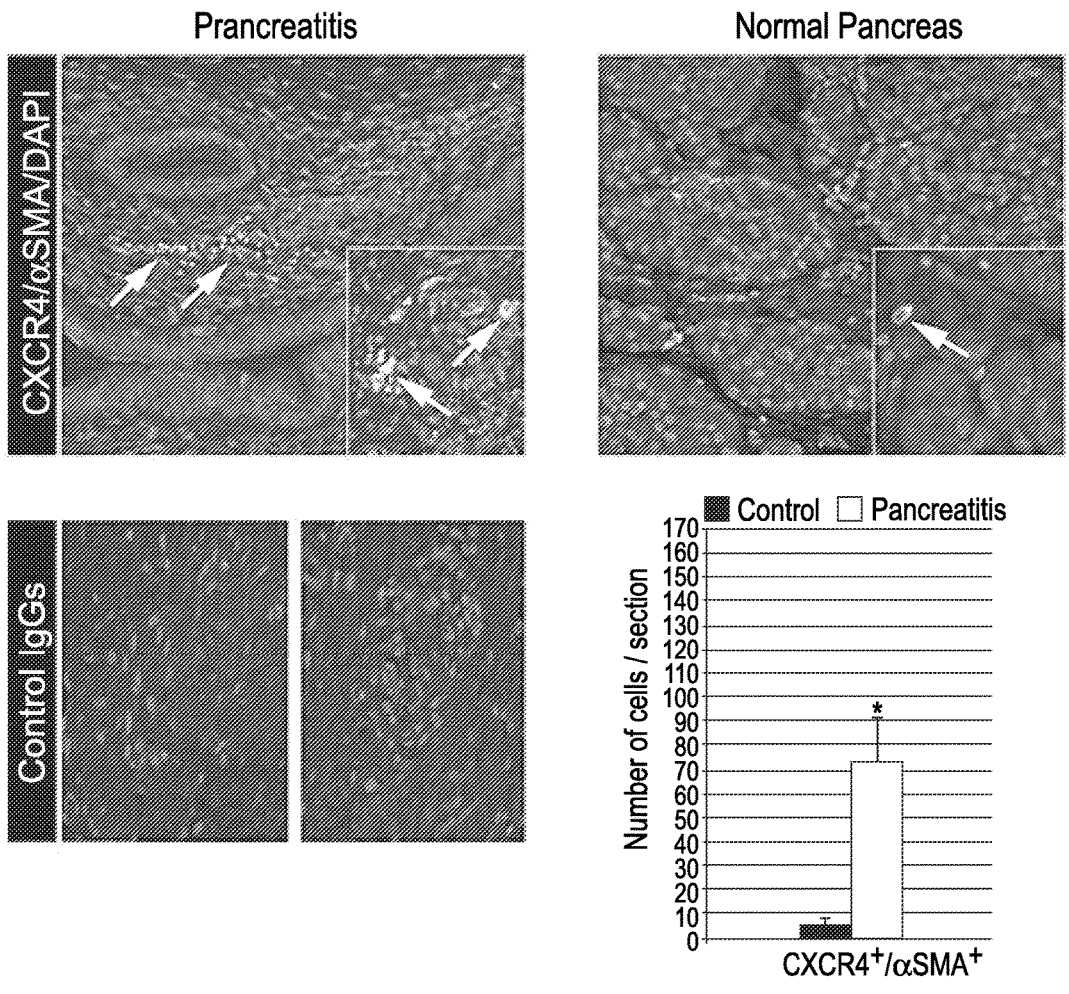 Prancreatitis
Normal Pancreas
CXCR4/αSMA/DAPI
Control IgGs
Control
Pancreatitis
Number of cells / section
170
160
150
140
130
120
110
100
90
80
70
60
50
40
30
20
10
0
*
CXCR4⁺/αSMA⁺